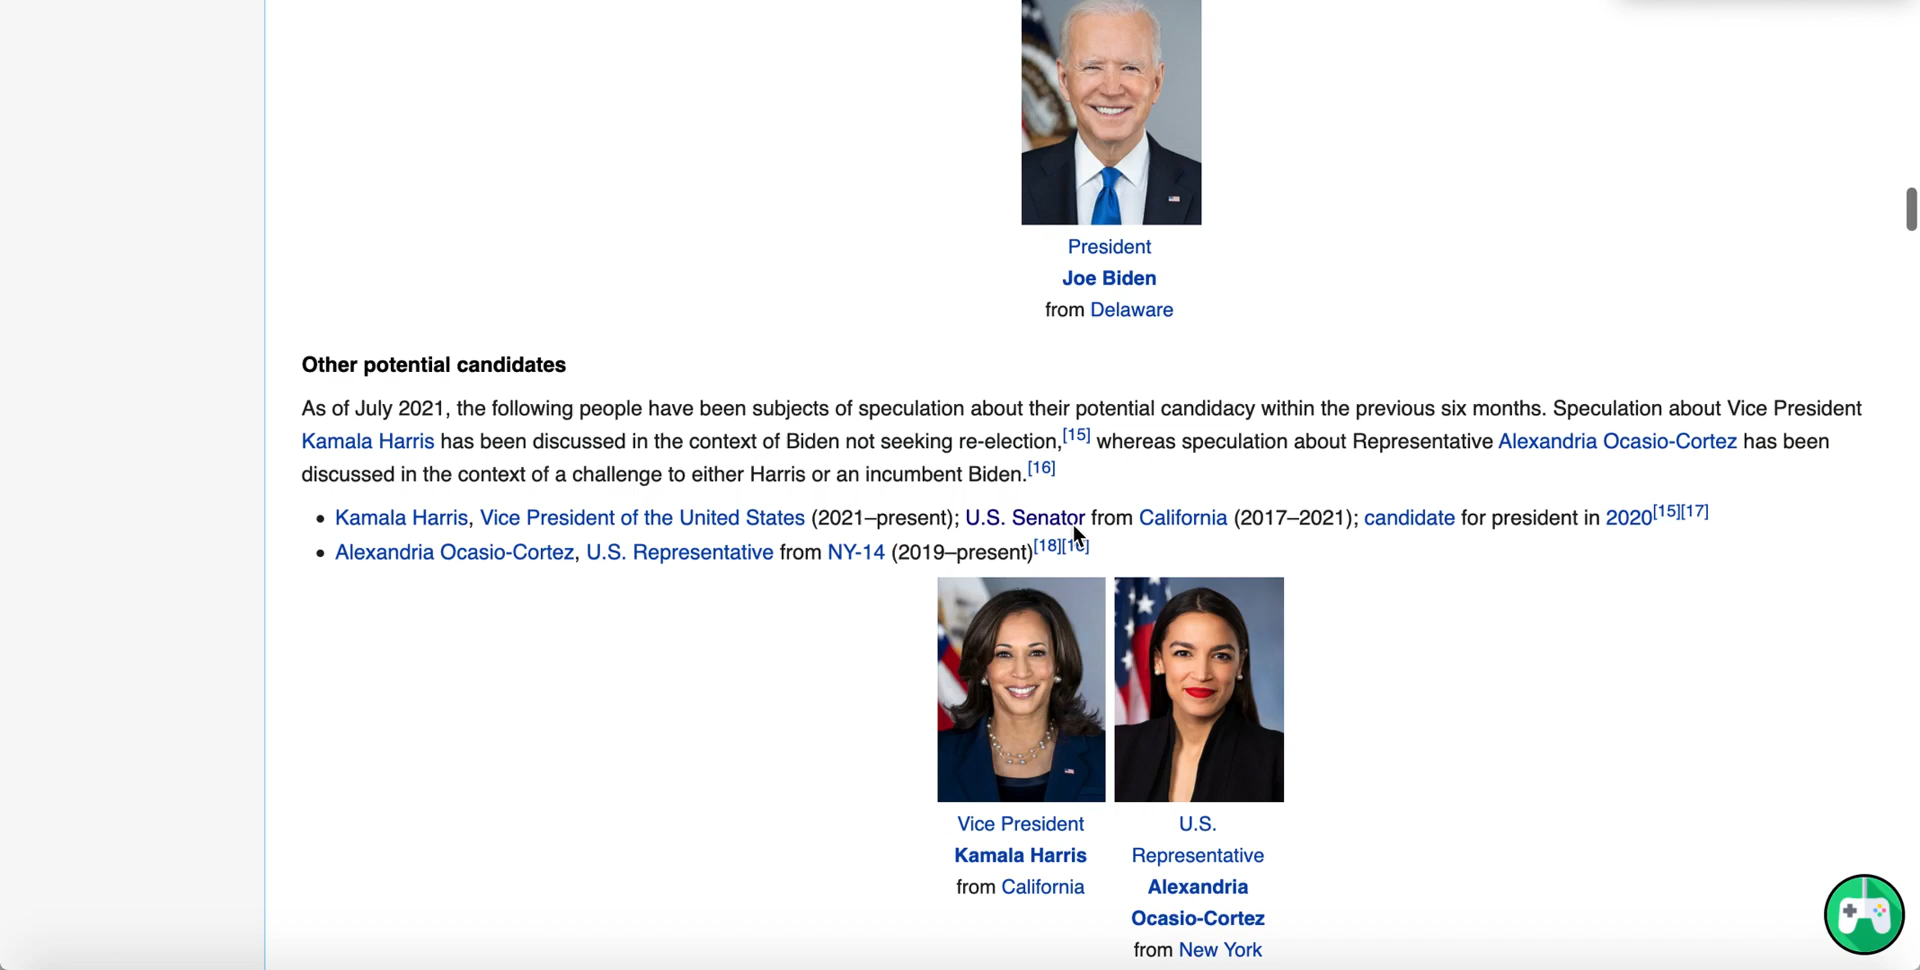 President
Joe Biden
from Delaware
Other potential candidates
As of July 2021, the following people have been subjects of speculation about their potential candidacy within the previous six months. Speculation about Vice President
Kamala Harris has been discussed in the context of Biden not seeking re-election,[15] whereas speculation about Representative Alexandria Ocasio-Cortez has been
discussed in the context of a challenge to either Harris or an incumbent Biden.[16]
• Kamala Harris, Vice President of the United States (2021–present); U.S. Senator from California (2017–2021); candidate for president in 2020[15][17]
• Alexandria Ocasio-Cortez, U.S. Representative from NY-14 (2019–present)[18]
Vice President
Kamala Harris
from California
U.S.
Representative
Alexandria
Ocasio-Cortez
from New York